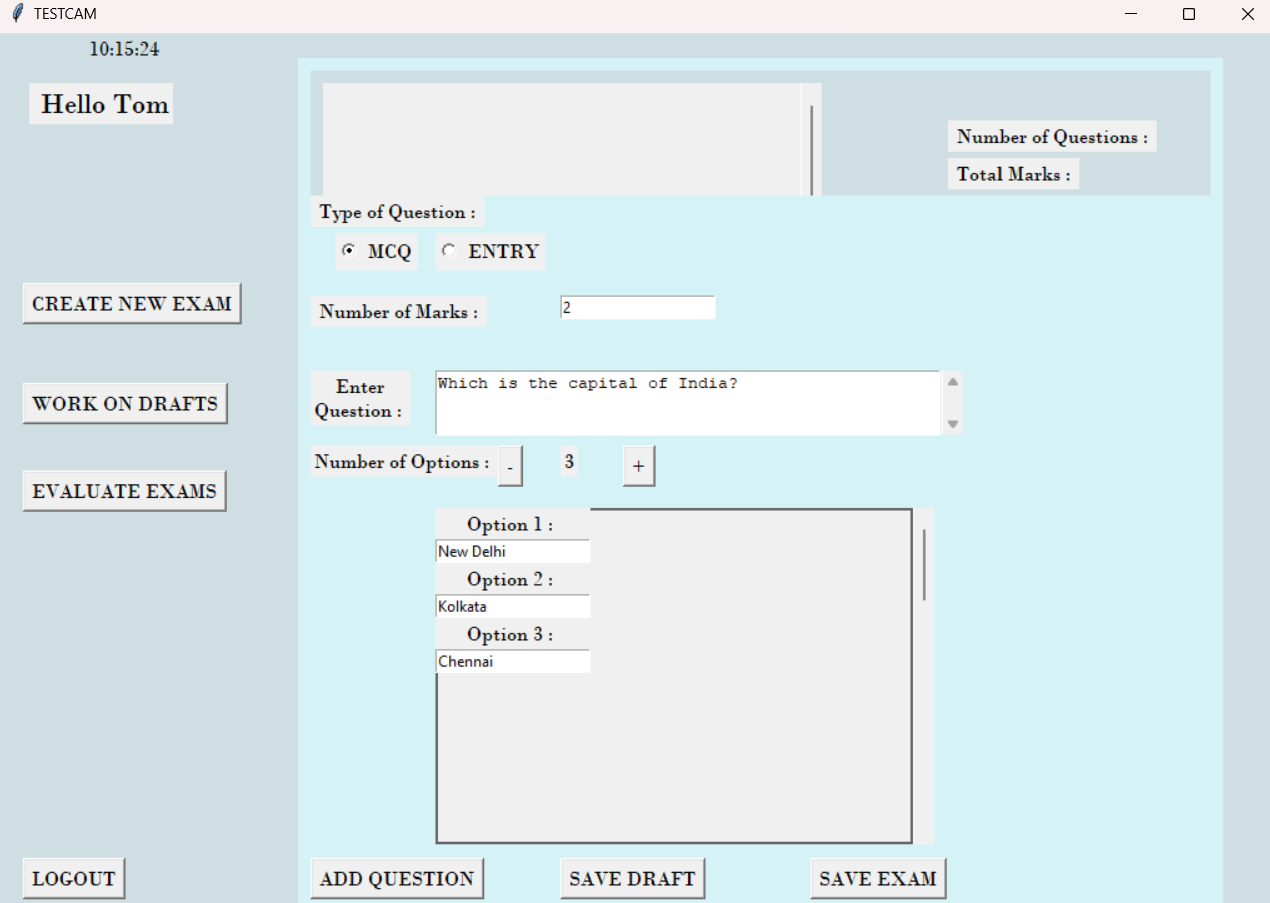 TESTCAM
10:15:24
Hello Tom
Number of Questions :
Total Marks :
Type of Question :
MCQ ENTRY
CREATE NEW EXAM
Number of Marks : 2
WORK ON DRAFTS
Enter
Question :
Which is the capital of India?
Number of Options : - 3 +
EVALUATE EXAMS
Option 1 :
New Delhi
Option 2 :
Kolkata
Option 3 :
Chennai
LOGOUT
ADD QUESTION
SAVE DRAFT
SAVE EXAM